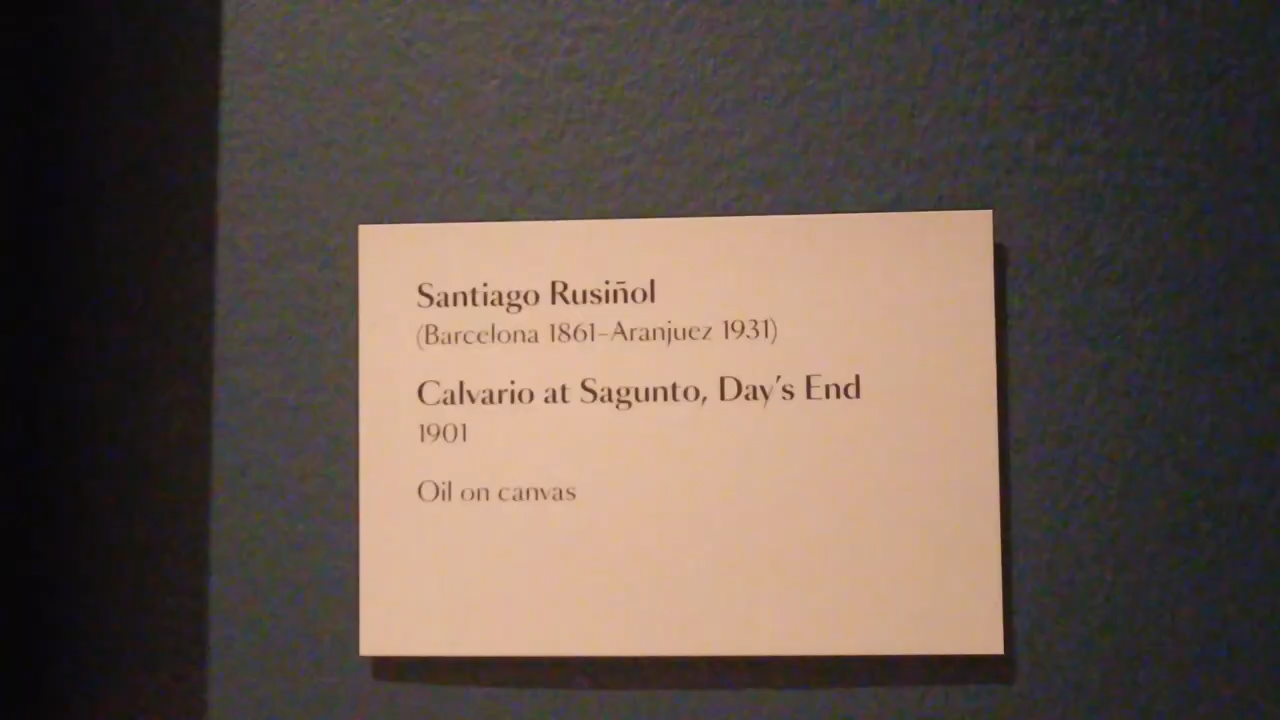 Santiago Rusiñol
(Barcelona 1861–Aranjuez 1931)
Calvario at Sagunto, Day's End
1901
Oil on canvas